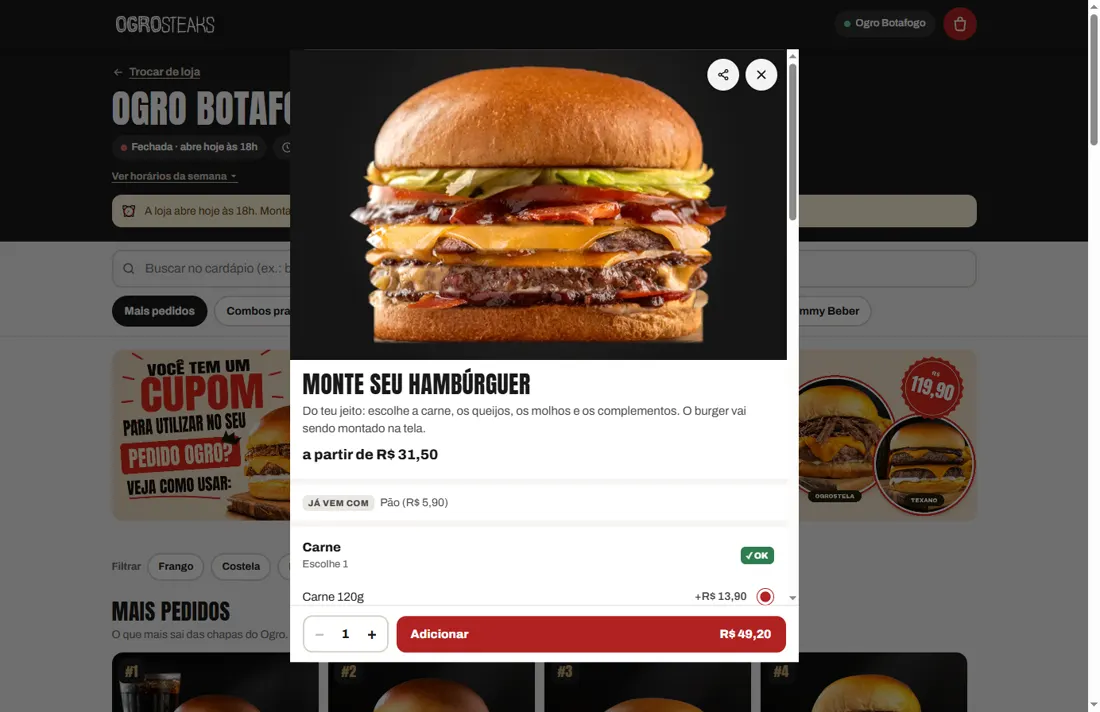 OGROSTEAKS
Ogro Botafogo
Trocar de loja
OGRO BOTAF
Fechada · abre hoje às 18h
Ver horários da semana
A loja abre hoje às 18h. Monta
Buscar no cardápio (ex.: b
Mais pedidos
Combos pra
mmy Beber
VOCÊ TEM UM
CUPOM
PARA UTILIZAR NO SEU
PEDIDO OGRO?
VEJA COMO USAR:
R$
119,90
OGROSTELA
TEXANO
MONTE SEU HAMBÚRGUER
Do teu jeito: escolhe a carne, os queijos, os molhos e os complementos. O burger vai
sendo montado na tela.
a partir de R$ 31,50
JÁ VEM COM Pão (R$ 5,90)
Carne
Escolhe 1
✓ OK
Carne 120g +R$ 13,90
− 1 + Adicionar R$ 49,20
Filtrar Frango Costela
MAIS PEDIDOS
O que mais sai das chapas do Ogro.
#1 #2 #3 #4